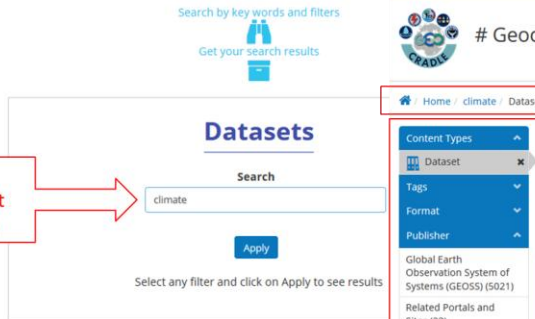 Search by key words and filters
Get your search results
Datasets
Search
climate
Apply
Select any filter and click on Apply to see results
GEO
CRADLE
# Geo
Home / climate / Datas
Content Types
Dataset
Tags
Format
Publisher
Global Earth
Observation System of
Systems (GEOSS) (5021)
Related Portals and